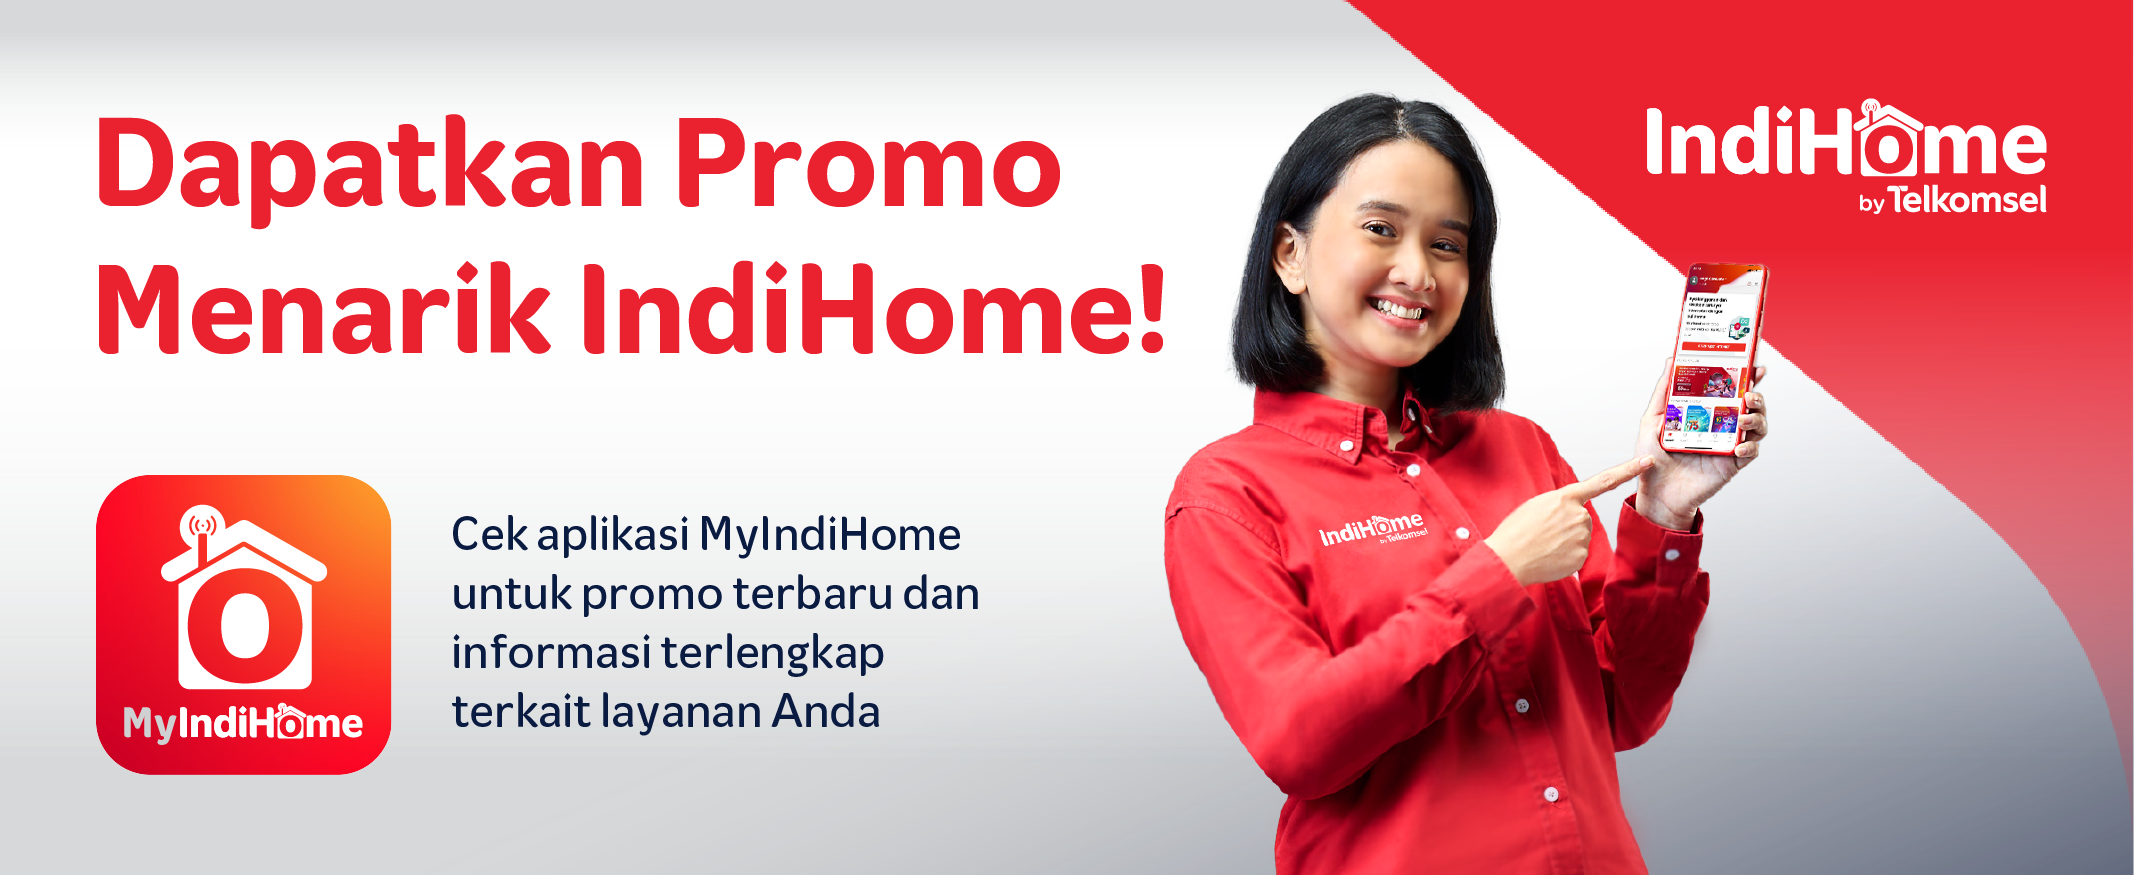 Dapatkan Promo
Menarik IndiHome!
IndiHome
by Telkomsel
Cek aplikasi MyIndiHome
untuk promo terbaru dan
informasi terlengkap
terkait layanan Anda
MyIndiHome
IndiHome
by Telkomsel